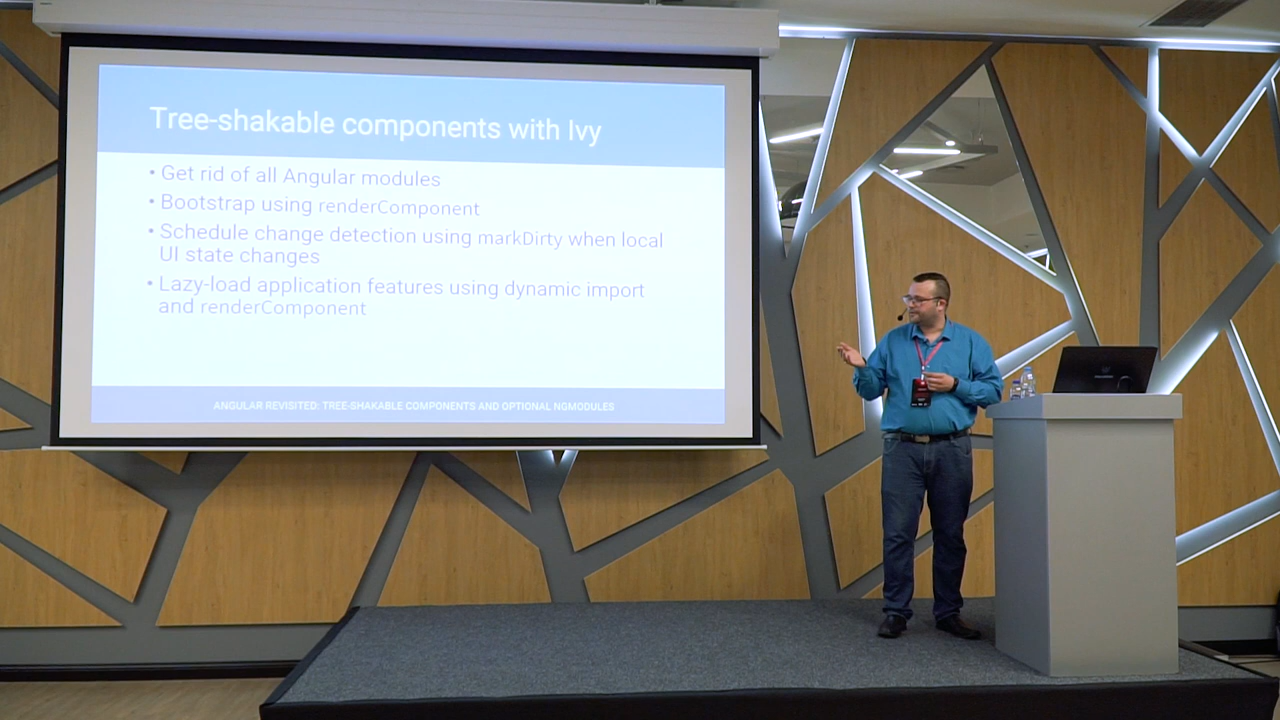 Tree-shakable components with Ivy
• Get rid of all Angular modules
• Bootstrap using renderComponent
• Schedule change detection using markDirty when local
UI state changes
• Lazy-load application features using dynamic import
and renderComponent
ANGULAR REVISITED: TREE-SHAKABLE COMPONENTS AND OPTIONAL NGMODULES